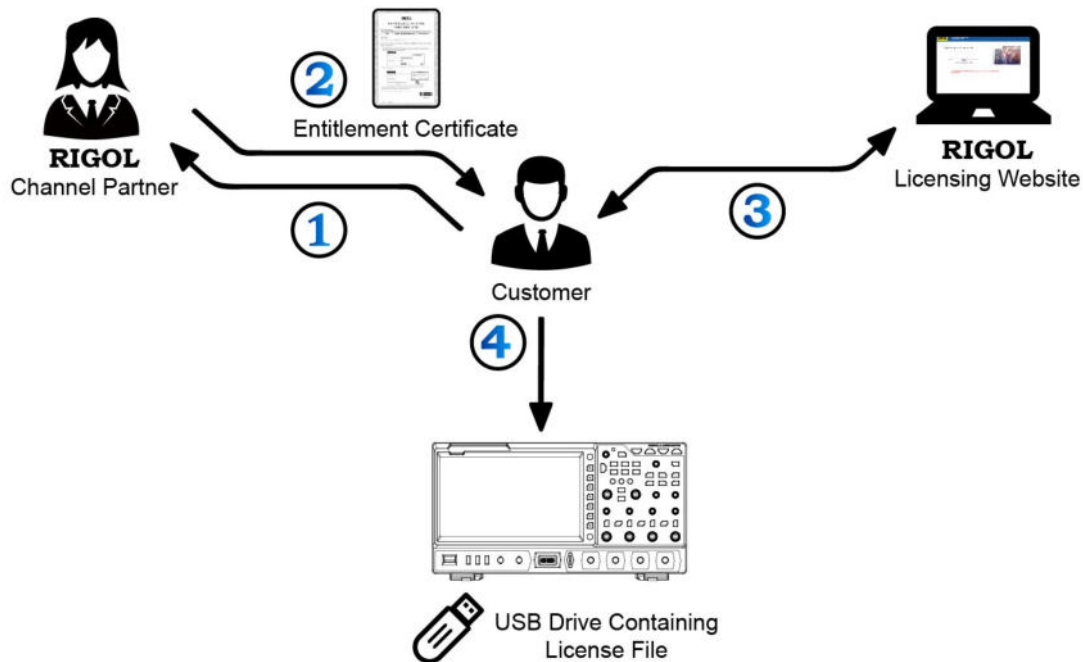 2
Entitlement Certificate
RIGOL
Channel Partner
1
RIGOL
Licensing Website
3
Customer
4
USB Drive Containing
License File